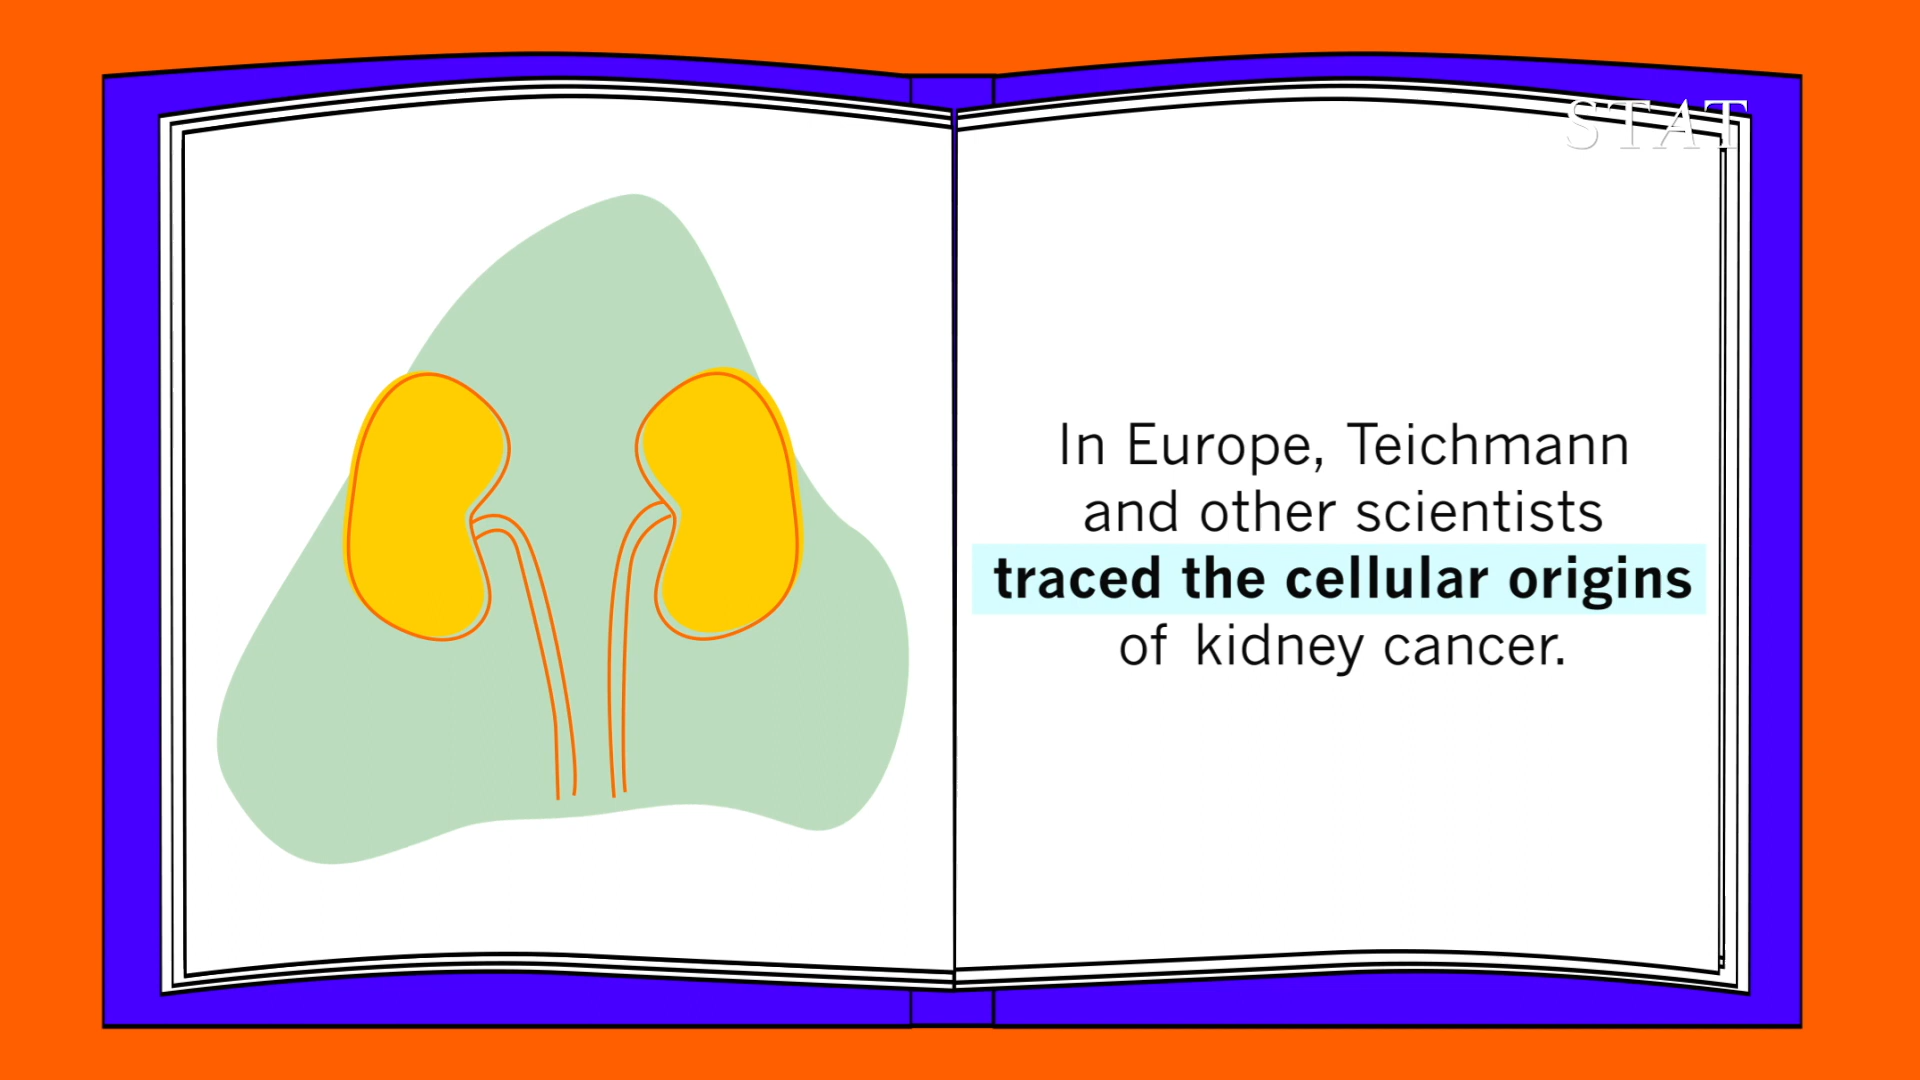 STAT
In Europe, Teichmann
and other scientists
traced the cellular origins
of kidney cancer.